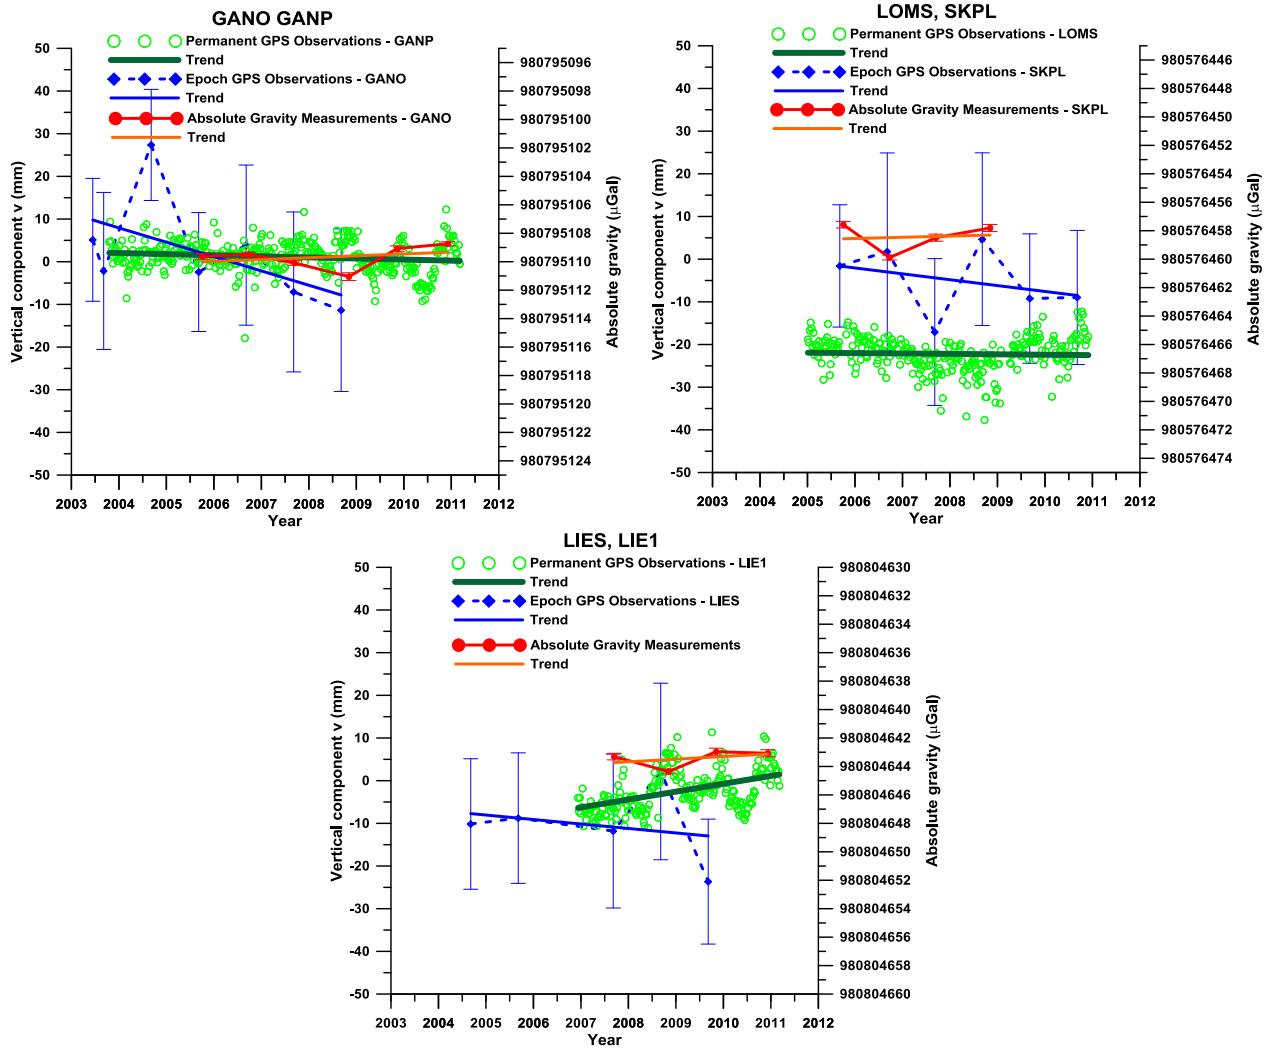 GANO GANP
Permanent GPS Observations - GANP
Trend
Epoch GPS Observations - GANO
Trend
Absolute Gravity Measurements - GANO
Trend
Vertical component v (mm)
50
40
30
20
10
0
-10
-20
-30
-40
-50
980795096
980795098
980795100
980795102
980795104
980795106
980795108
980795110
980795112
980795114
980795116
980795118
980795120
980795122
980795124
Absolute gravity (μGal)
2003 2004 2005 2006 2007 2008 2009 2010 2011 2012
Year
LOMS, SKPL
Permanent GPS Observations - LOMS
Trend
Epoch GPS Observations - SKPL
Trend
Absolute Gravity Measurements - SKPL
Trend
Vertical component v (mm)
50
40
30
20
10
0
-10
-20
-30
-40
-50
980576446
980576448
980576450
980576452
980576454
980576456
980576458
980576460
980576462
980576464
980576466
980576468
980576470
980576472
980576474
Absolute gravity (μGal)
2003 2004 2005 2006 2007 2008 2009 2010 2011 2012
Year
LIES, LIE1
Permanent GPS Observations - LIE1
Trend
Epoch GPS Observations - LIES
Trend
Absolute Gravity Measurements
Trend
Vertical component v (mm)
50
40
30
20
10
0
-10
-20
-30
-40
-50
980804630
980804632
980804634
980804636
980804638
980804640
980804642
980804644
980804646
980804648
980804650
980804652
980804654
980804656
980804658
980804660
Absolute gravity (μGal)
2003 2004 2005 2006 2007 2008 2009 2010 2011 2012
Year